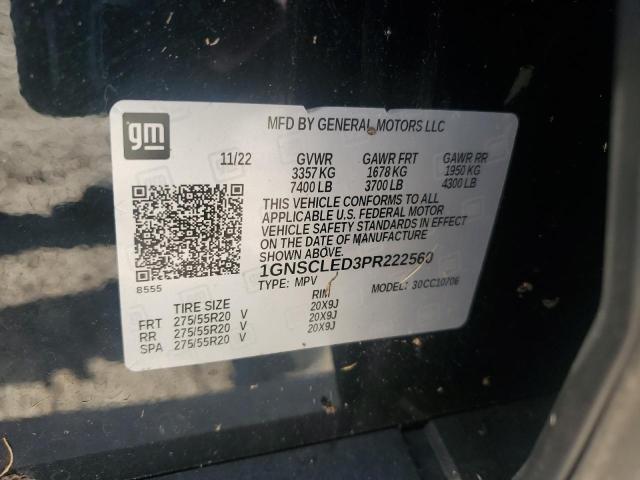 gm
MFD BY GENERAL MOTORS LLC
11/22 GVWR GAWR FRT GAWR RR
3357 KG 1678 KG 1950 KG
7400 LB 3700 LB 4300 LB
THIS VEHICLE CONFORMS TO ALL
APPLICABLE U.S. FEDERAL MOTOR
VEHICLE SAFETY STANDARDS IN EFFECT
ON THE DATE OF MANUFACTURE
SHOWN ABOVE.
1GNSCLED3PR222560
8555
TYPE: MPV MODEL: 30CC10706
TIRE SIZE RIM
FRT 275/55R20 V 20X9J
RR 275/55R20 V 20X9J
SPA 275/55R20 V 20X9J